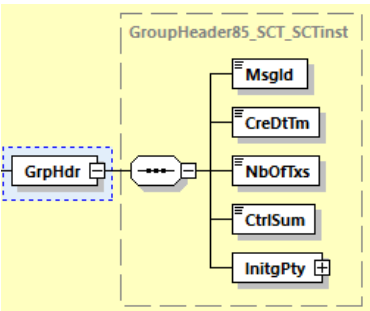 GroupHeader85_SCT_SCTinst
MsgId
CreDtTm
GrpHdr
NbOfTxs
CtrlSum
InitgPty